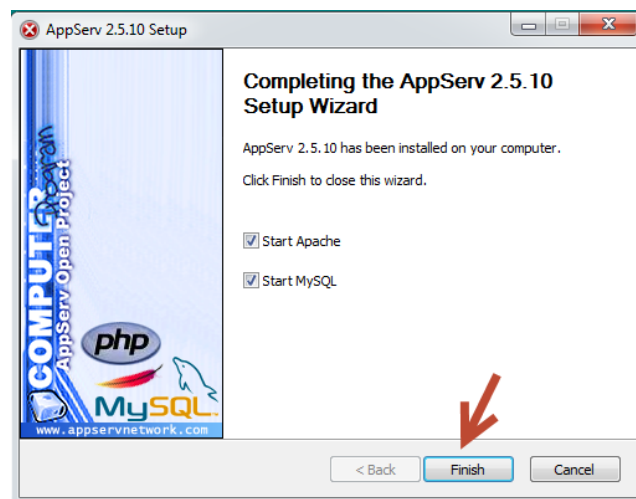 AppServ 2.5.10 Setup
COMPUTER
Program
AppServ Open Project
php
MySQL
www.appservnetwork.com
Completing the AppServ 2.5.10
Setup Wizard
AppServ 2.5.10 has been installed on your computer.
Click Finish to close this wizard.
Start Apache
Start MySQL
< Back
Finish
Cancel